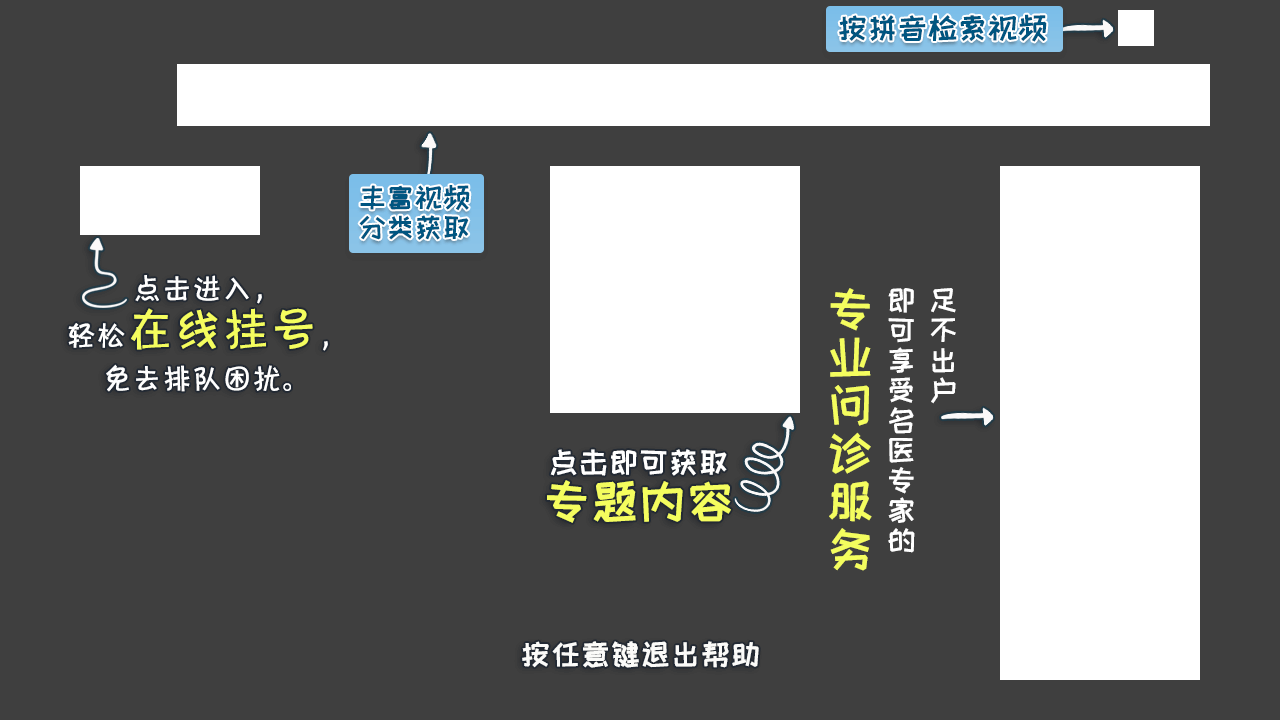 按拼音检索视频
丰富视频
分类获取
点击进入，
轻松在线挂号，
免去排队困扰。
点击即可获取
专题内容
足不出户
即可享受名医专家的
专业问诊服务
按任意键退出帮助